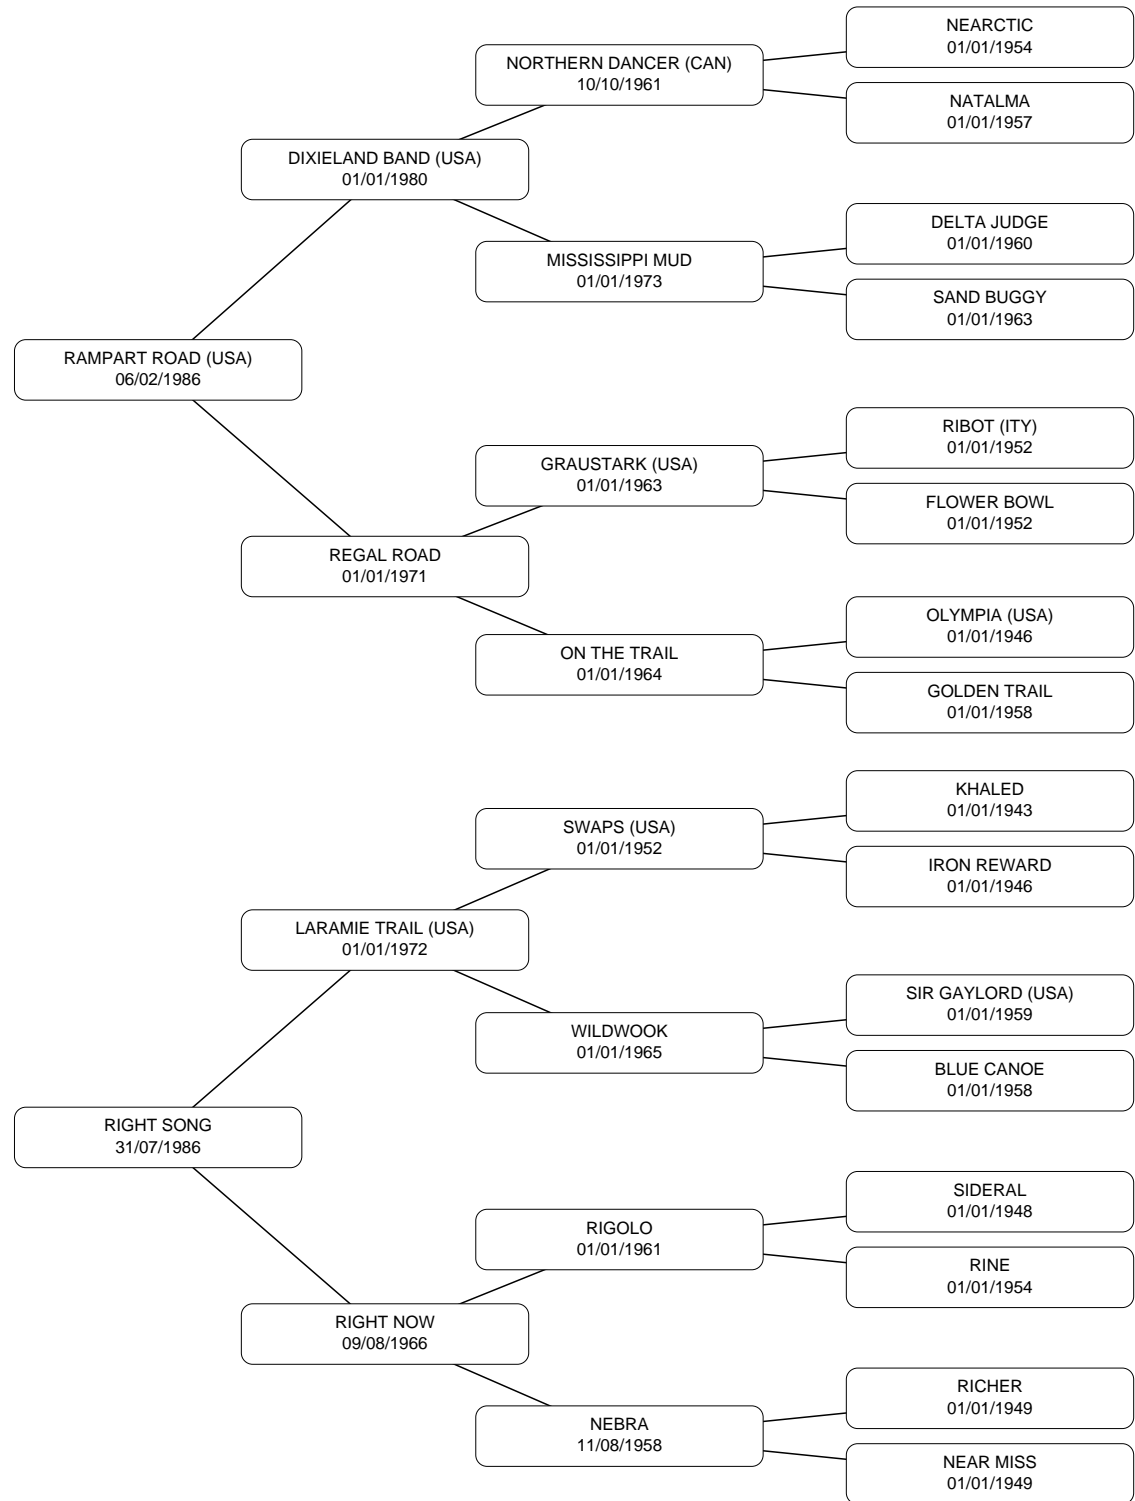 NEARCTIC
01/01/1954
NORTHERN DANCER (CAN)
10/10/1961
NATALMA
01/01/1957
DIXIELAND BAND (USA)
01/01/1980
DELTA JUDGE
01/01/1960
MISSISSIPPI MUD
01/01/1973
SAND BUGGY
01/01/1963
RAMPART ROAD (USA)
06/02/1986
RIBOT (ITY)
01/01/1952
GRAUSTARK (USA)
01/01/1963
FLOWER BOWL
01/01/1952
REGAL ROAD
01/01/1971
OLYMPIA (USA)
01/01/1946
ON THE TRAIL
01/01/1964
GOLDEN TRAIL
01/01/1958
KHALED
01/01/1943
SWAPS (USA)
01/01/1952
IRON REWARD
01/01/1946
LARAMIE TRAIL (USA)
01/01/1972
SIR GAYLORD (USA)
01/01/1959
WILDWOOK
01/01/1965
BLUE CANOE
01/01/1958
RIGHT SONG
31/07/1986
SIDERAL
01/01/1948
RIGOLO
01/01/1961
RINE
01/01/1954
RIGHT NOW
09/08/1966
RICHER
01/01/1949
NEBRA
11/08/1958
NEAR MISS
01/01/1949